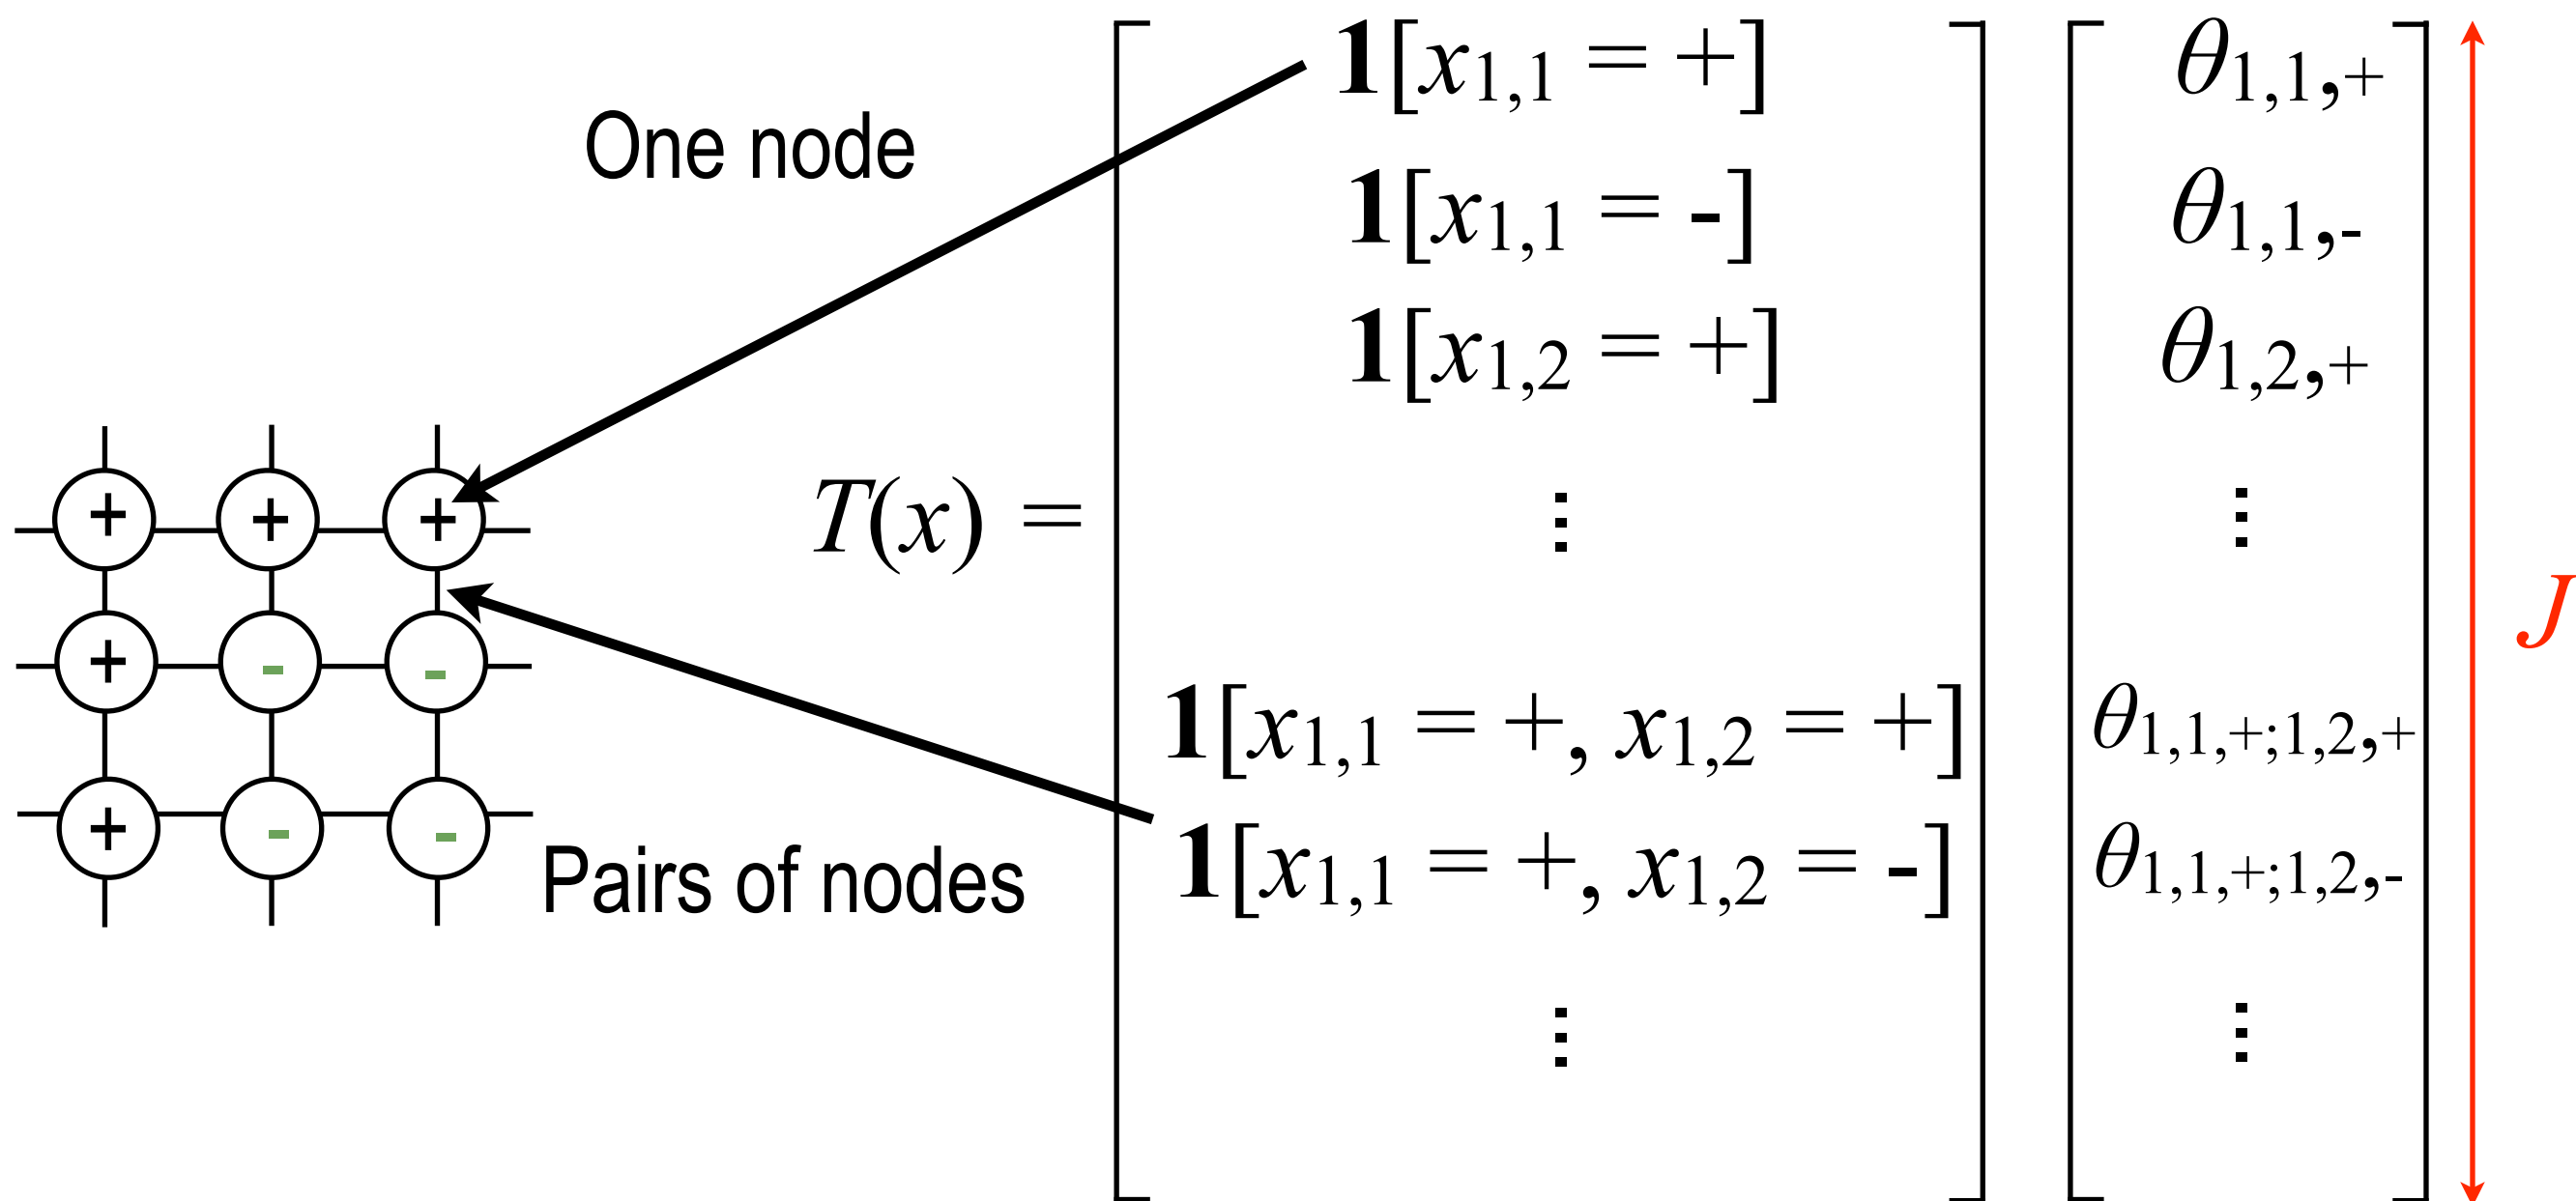 One node
Pairs of nodes
+ + +
+ - -
+ - -
T(x) =
1[x1,1 = +]
1[x1,1 = -]
1[x1,2 = +]
⋮
1[x1,1 = +, x1,2 = +]
1[x1,1 = +, x1,2 = -]
⋮
θ1,1,+
θ1,1,-
θ1,2,+
⋮
θ1,1,+;1,2,+
θ1,1,+;1,2,-
⋮
J